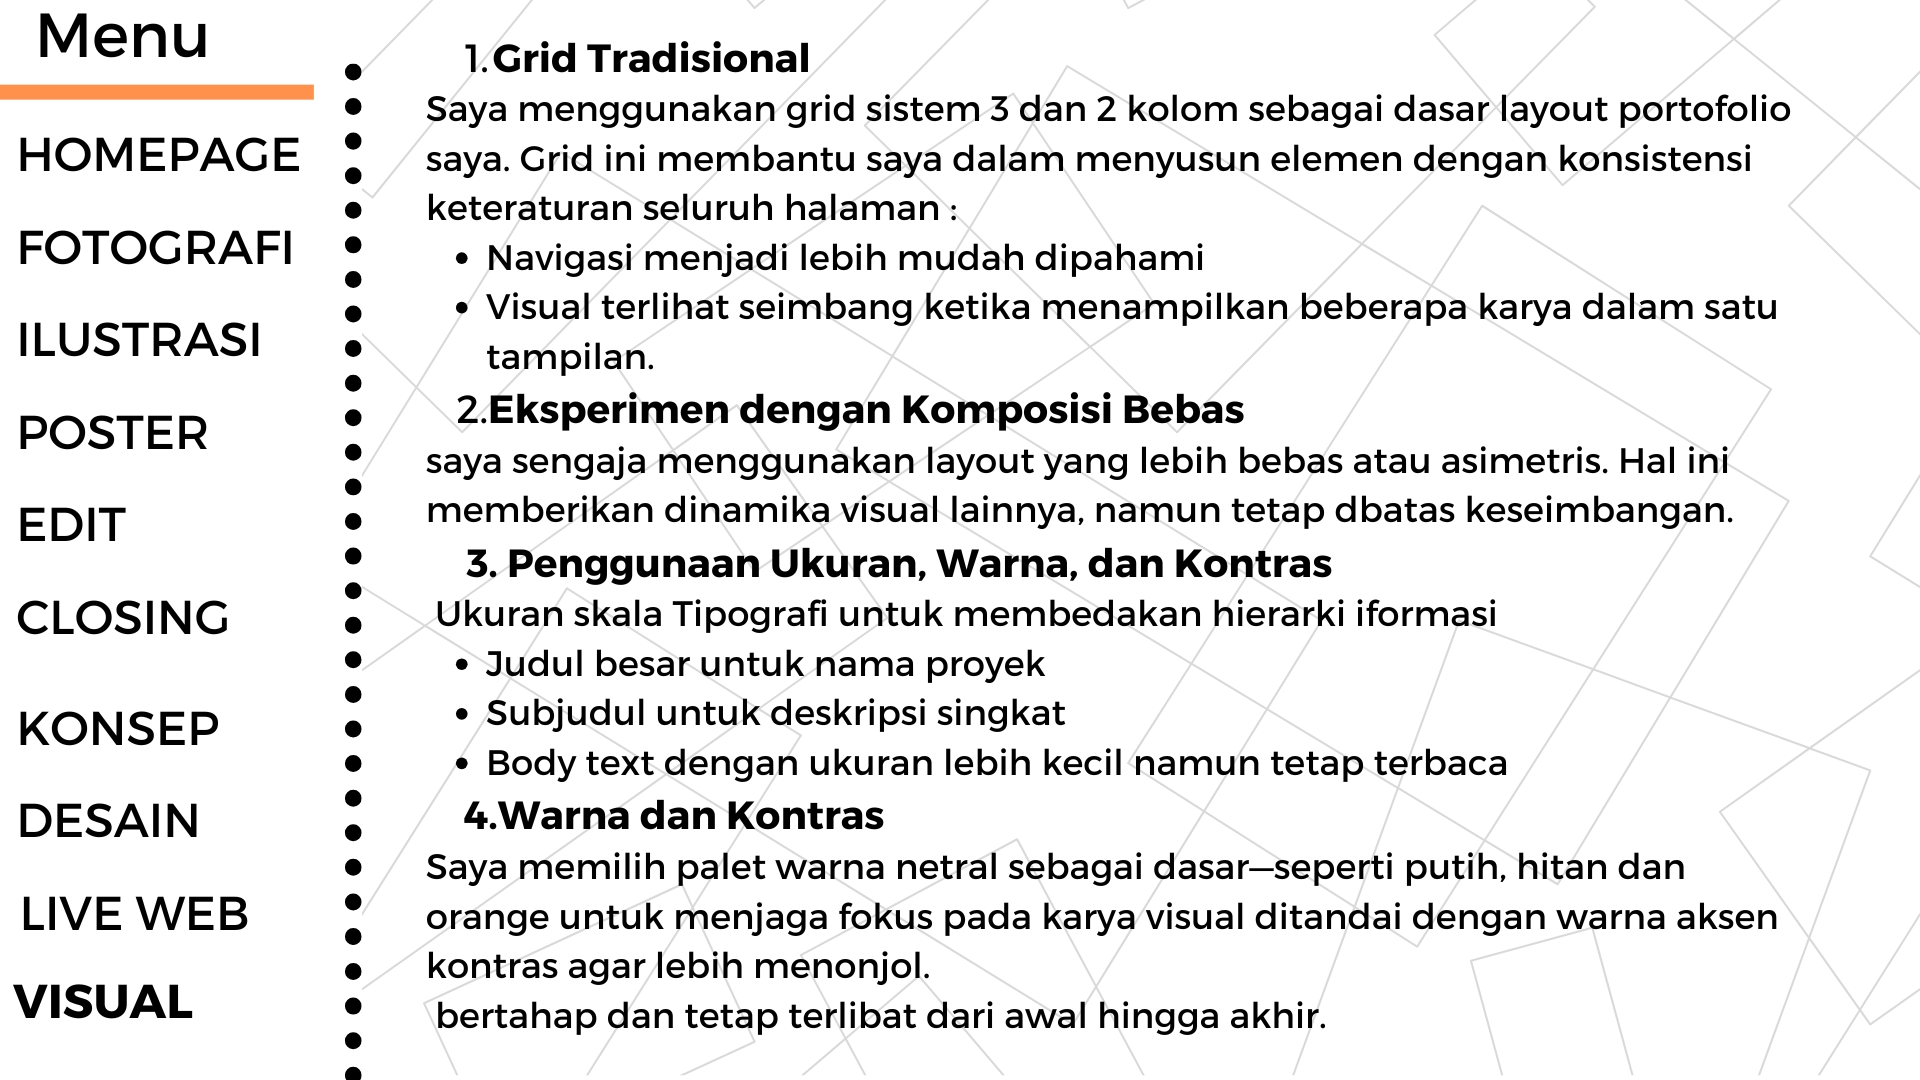 Menu
HOMEPAGE
FOTOGRAFI
ILUSTRASI
POSTER
EDIT
CLOSING
KONSEP
DESAIN
LIVE WEB
VISUAL
1.Grid Tradisional
Saya menggunakan grid sistem 3 dan 2 kolom sebagai dasar layout portofolio
saya. Grid ini membantu saya dalam menyusun elemen dengan konsistensi
keteraturan seluruh halaman :
• Navigasi menjadi lebih mudah dipahami
• Visual terlihat seimbang ketika menampilkan beberapa karya dalam satu
tampilan.
2.Eksperimen dengan Komposisi Bebas
saya sengaja menggunakan layout yang lebih bebas atau asimetris. Hal ini
memberikan dinamika visual lainnya, namun tetap dbatas keseimbangan.
3. Penggunaan Ukuran, Warna, dan Kontras
Ukuran skala Tipografi untuk membedakan hierarki iformasi
• Judul besar untuk nama proyek
• Subjudul untuk deskripsi singkat
• Body text dengan ukuran lebih kecil namun tetap terbaca
4.Warna dan Kontras
Saya memilih palet warna netral sebagai dasar—seperti putih, hitan dan
orange untuk menjaga fokus pada karya visual ditandai dengan warna aksen
kontras agar lebih menonjol.
bertahap dan tetap terlibat dari awal hingga akhir.